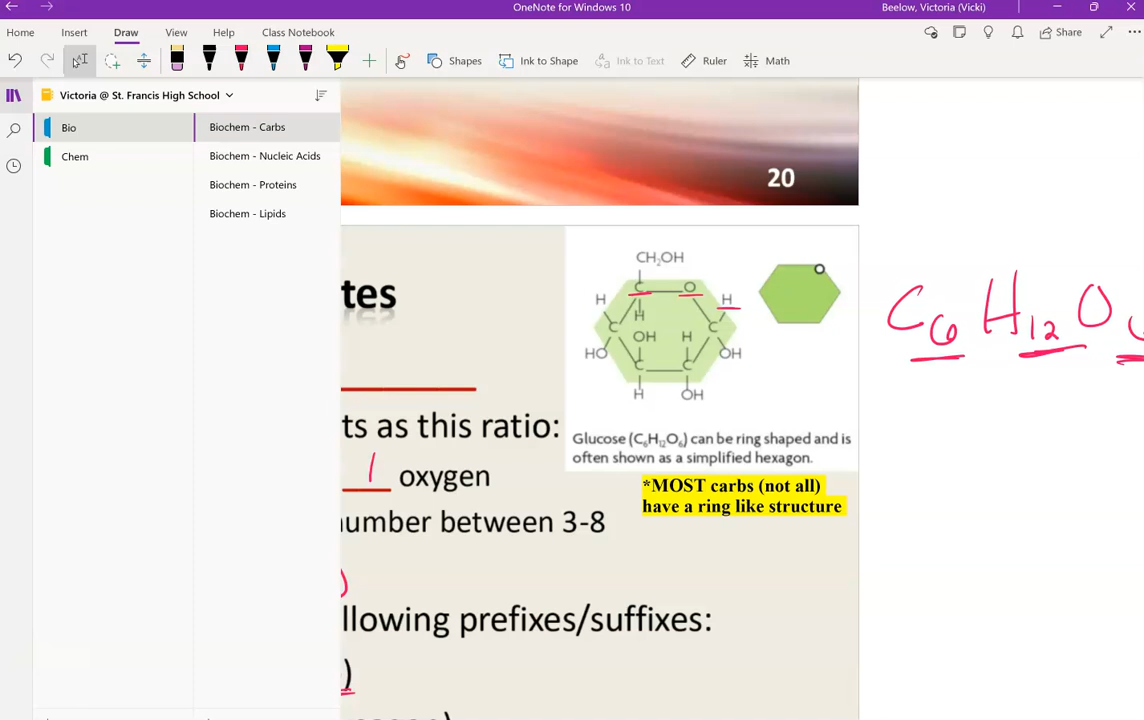 OneNote for Windows 10
Beelow, Victoria (Vicki)
Home Insert Draw View Help Class Notebook
Share
Shapes Ink to Shape Ink to Text Ruler Math
Victoria @ St. Francis High School
Bio
Chem
Biochem - Carbs
Biochem - Nucleic Acids
Biochem - Proteins
Biochem - Lipids
20
tes
ts as this ratio:
1 oxygen
number between 3-8
llowing prefixes/suffixes:
)
CH₂OH
C O
H H
H
C C
OH H
HO OH
C C
H OH
Glucose (C₆H₁₂O₆) can be ring shaped and is
often shown as a simplified hexagon.
*MOST carbs (not all)
have a ring like structure
C₆ H₁₂ O